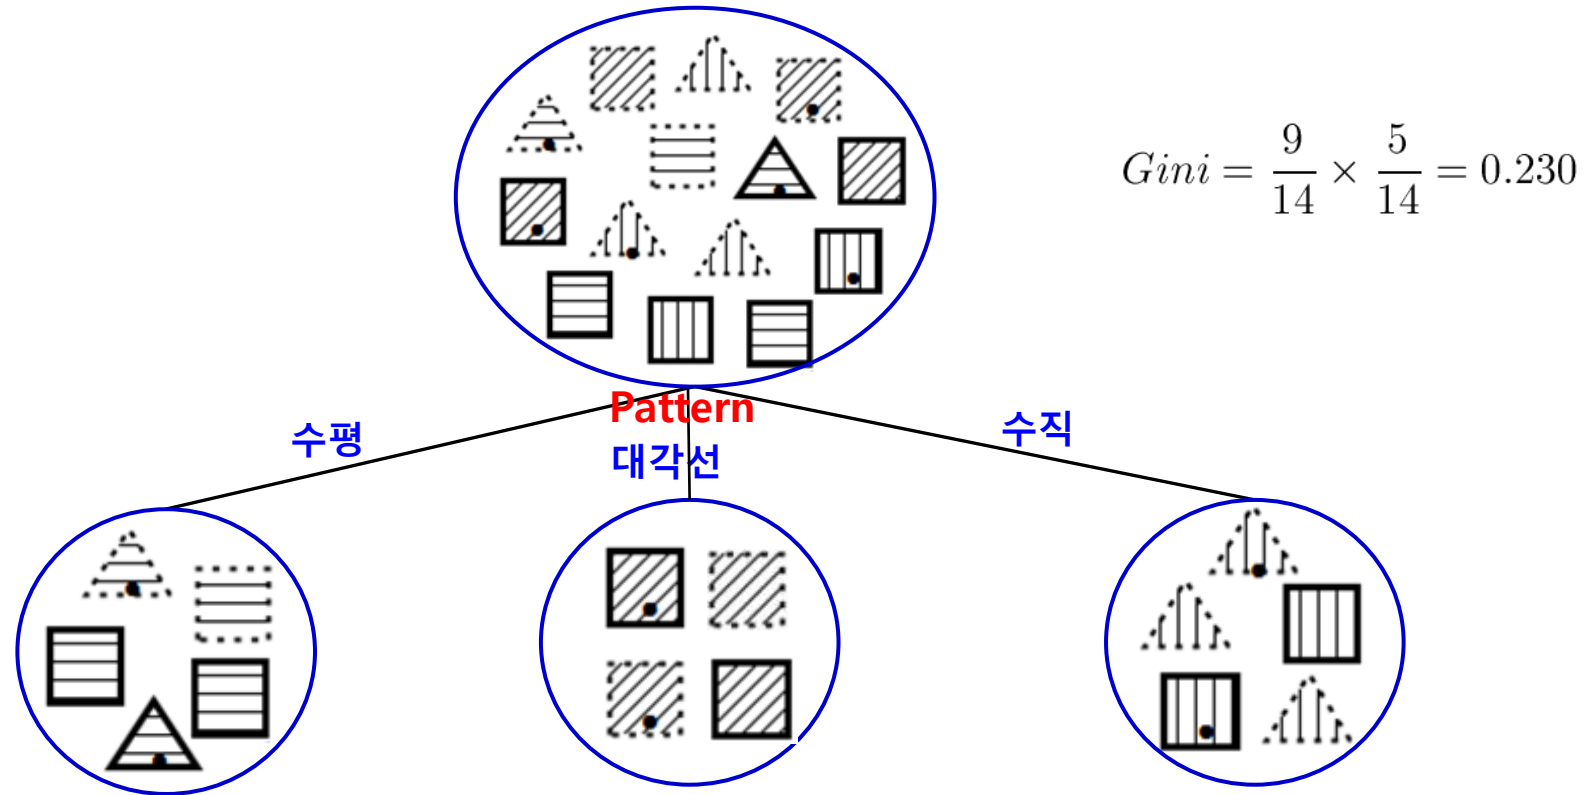 Gini = 9/14 × 5/14 = 0.230
Pattern
수평
대각선
수직